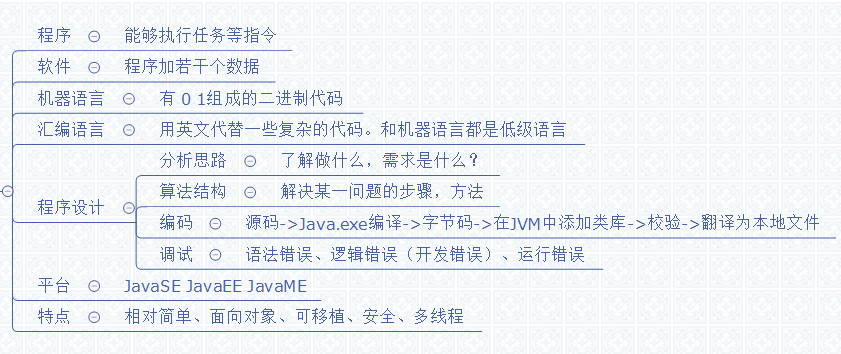 程序 能够执行任务等指令
软件 程序加若干个数据
机器语言 有 0 1组成的二进制代码
汇编语言 用英文代替一些复杂的代码。和机器语言都是低级语言
分析思路 了解做什么，需求是什么？
算法结构 解决某一问题的步骤，方法
程序设计
编码 源码->Java.exe编译->字节码->在JVM中添加类库->校验->翻译为本地文件
调试 语法错误、逻辑错误（开发错误）、运行错误
平台 JavaSE JavaEE JavaME
特点 相对简单、面向对象、可移植、安全、多线程